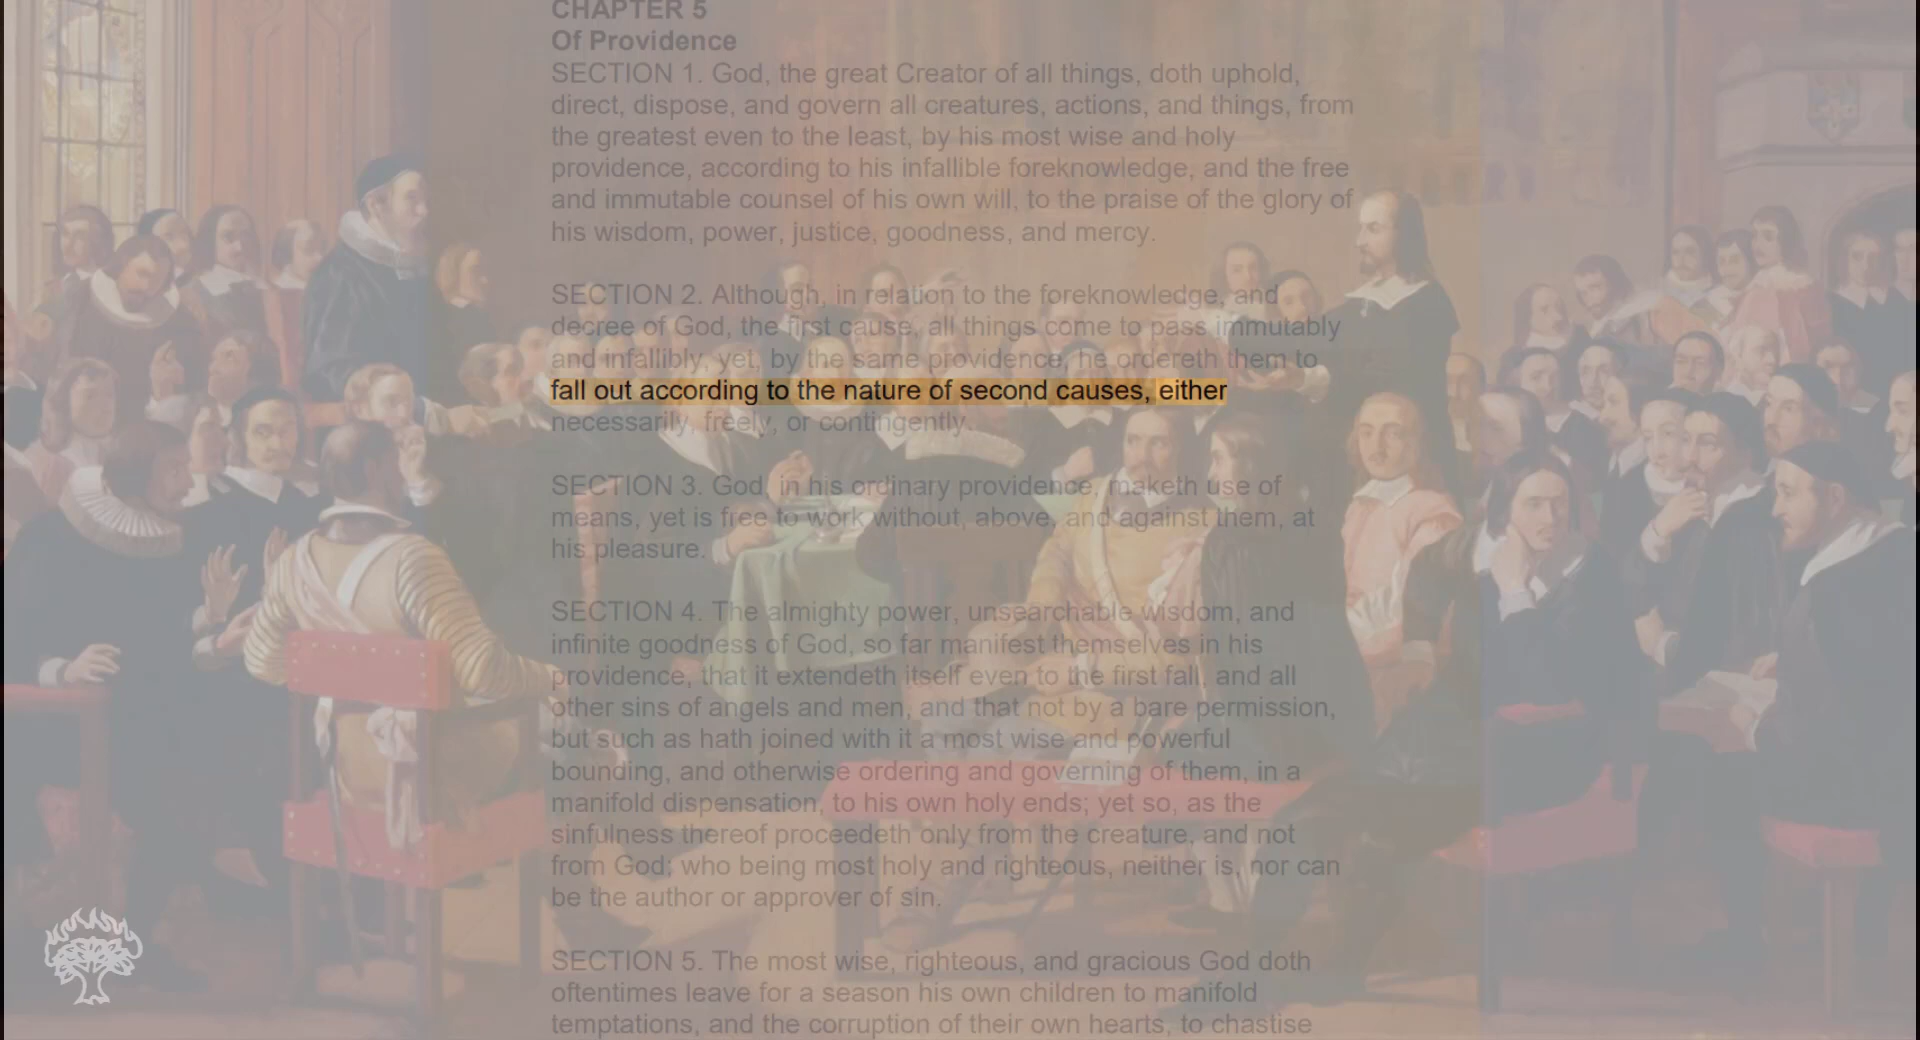 CHAPTER 5
Of Providence
SECTION 1. God, the great Creator of all things, doth uphold,
direct, dispose, and govern all creatures, actions, and things, from
the greatest even to the least, by his most wise and holy
providence, according to his infallible foreknowledge, and the free
and immutable counsel of his own will, to the praise of the glory of
his wisdom, power, justice, goodness, and mercy.
SECTION 2. Although, in relation to the foreknowledge, and
decree of God, the first cause, all things come to pass immutably
and infallibly, yet, by the same providence, he ordereth them to
fall out according to the nature of second causes, either
necessarily, freely, or contingently.
SECTION 3. God, in his ordinary providence, maketh use of
means, yet is free to work without, above, and against them, at
his pleasure.
SECTION 4. The almighty power, unsearchable wisdom, and
infinite goodness of God, so far manifest themselves in his
providence, that it extendeth itself even to the first fall, and all
other sins of angels and men, and that not by a bare permission,
but such as hath joined with it a most wise and powerful
bounding, and otherwise ordering and governing of them, in a
manifold dispensation, to his own holy ends; yet so, as the
sinfulness thereof proceedeth only from the creature, and not
from God; who being most holy and righteous, neither is, nor can
be the author or approver of sin.
SECTION 5. The most wise, righteous, and gracious God doth
oftentimes leave for a season his own children to manifold
temptations, and the corruption of their own hearts, to chastise